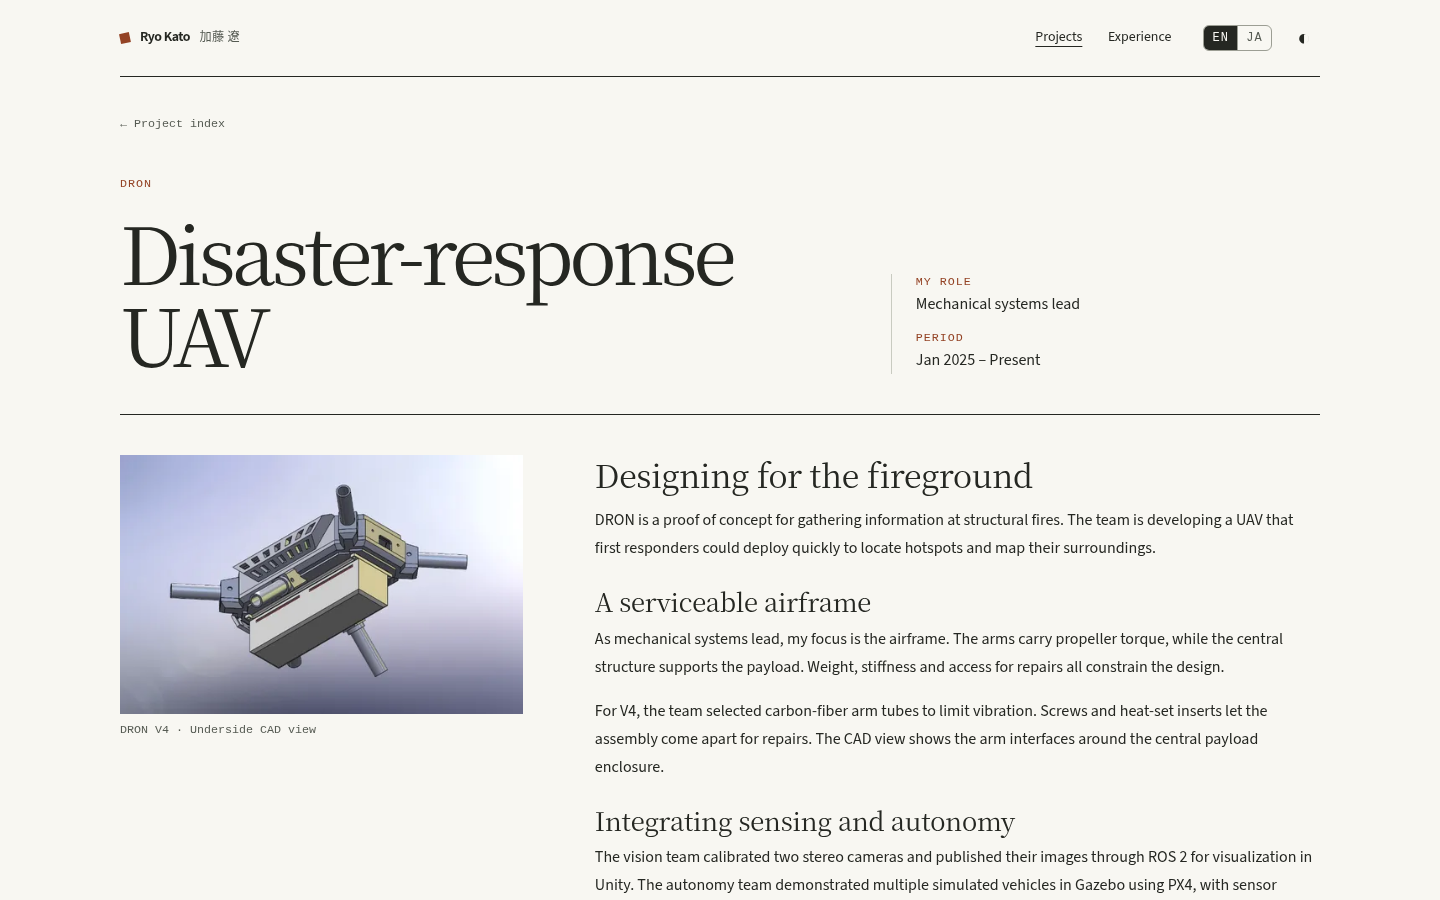 Ryo Kato 加藤 遼
Projects
Experience
EN
JA
← Project index
DRON
Disaster-response
UAV
MY ROLE
Mechanical systems lead
PERIOD
Jan 2025 – Present
DRON V4 · Underside CAD view
Designing for the fireground
DRON is a proof of concept for gathering information at structural fires. The team is developing a UAV that
first responders could deploy quickly to locate hotspots and map their surroundings.
A serviceable airframe
As mechanical systems lead, my focus is the airframe. The arms carry propeller torque, while the central
structure supports the payload. Weight, stiffness and access for repairs all constrain the design.
For V4, the team selected carbon-fiber arm tubes to limit vibration. Screws and heat-set inserts let the
assembly come apart for repairs. The CAD view shows the arm interfaces around the central payload
enclosure.
Integrating sensing and autonomy
The vision team calibrated two stereo cameras and published their images through ROS 2 for visualization in
Unity. The autonomy team demonstrated multiple simulated vehicles in Gazebo using PX4, with sensor